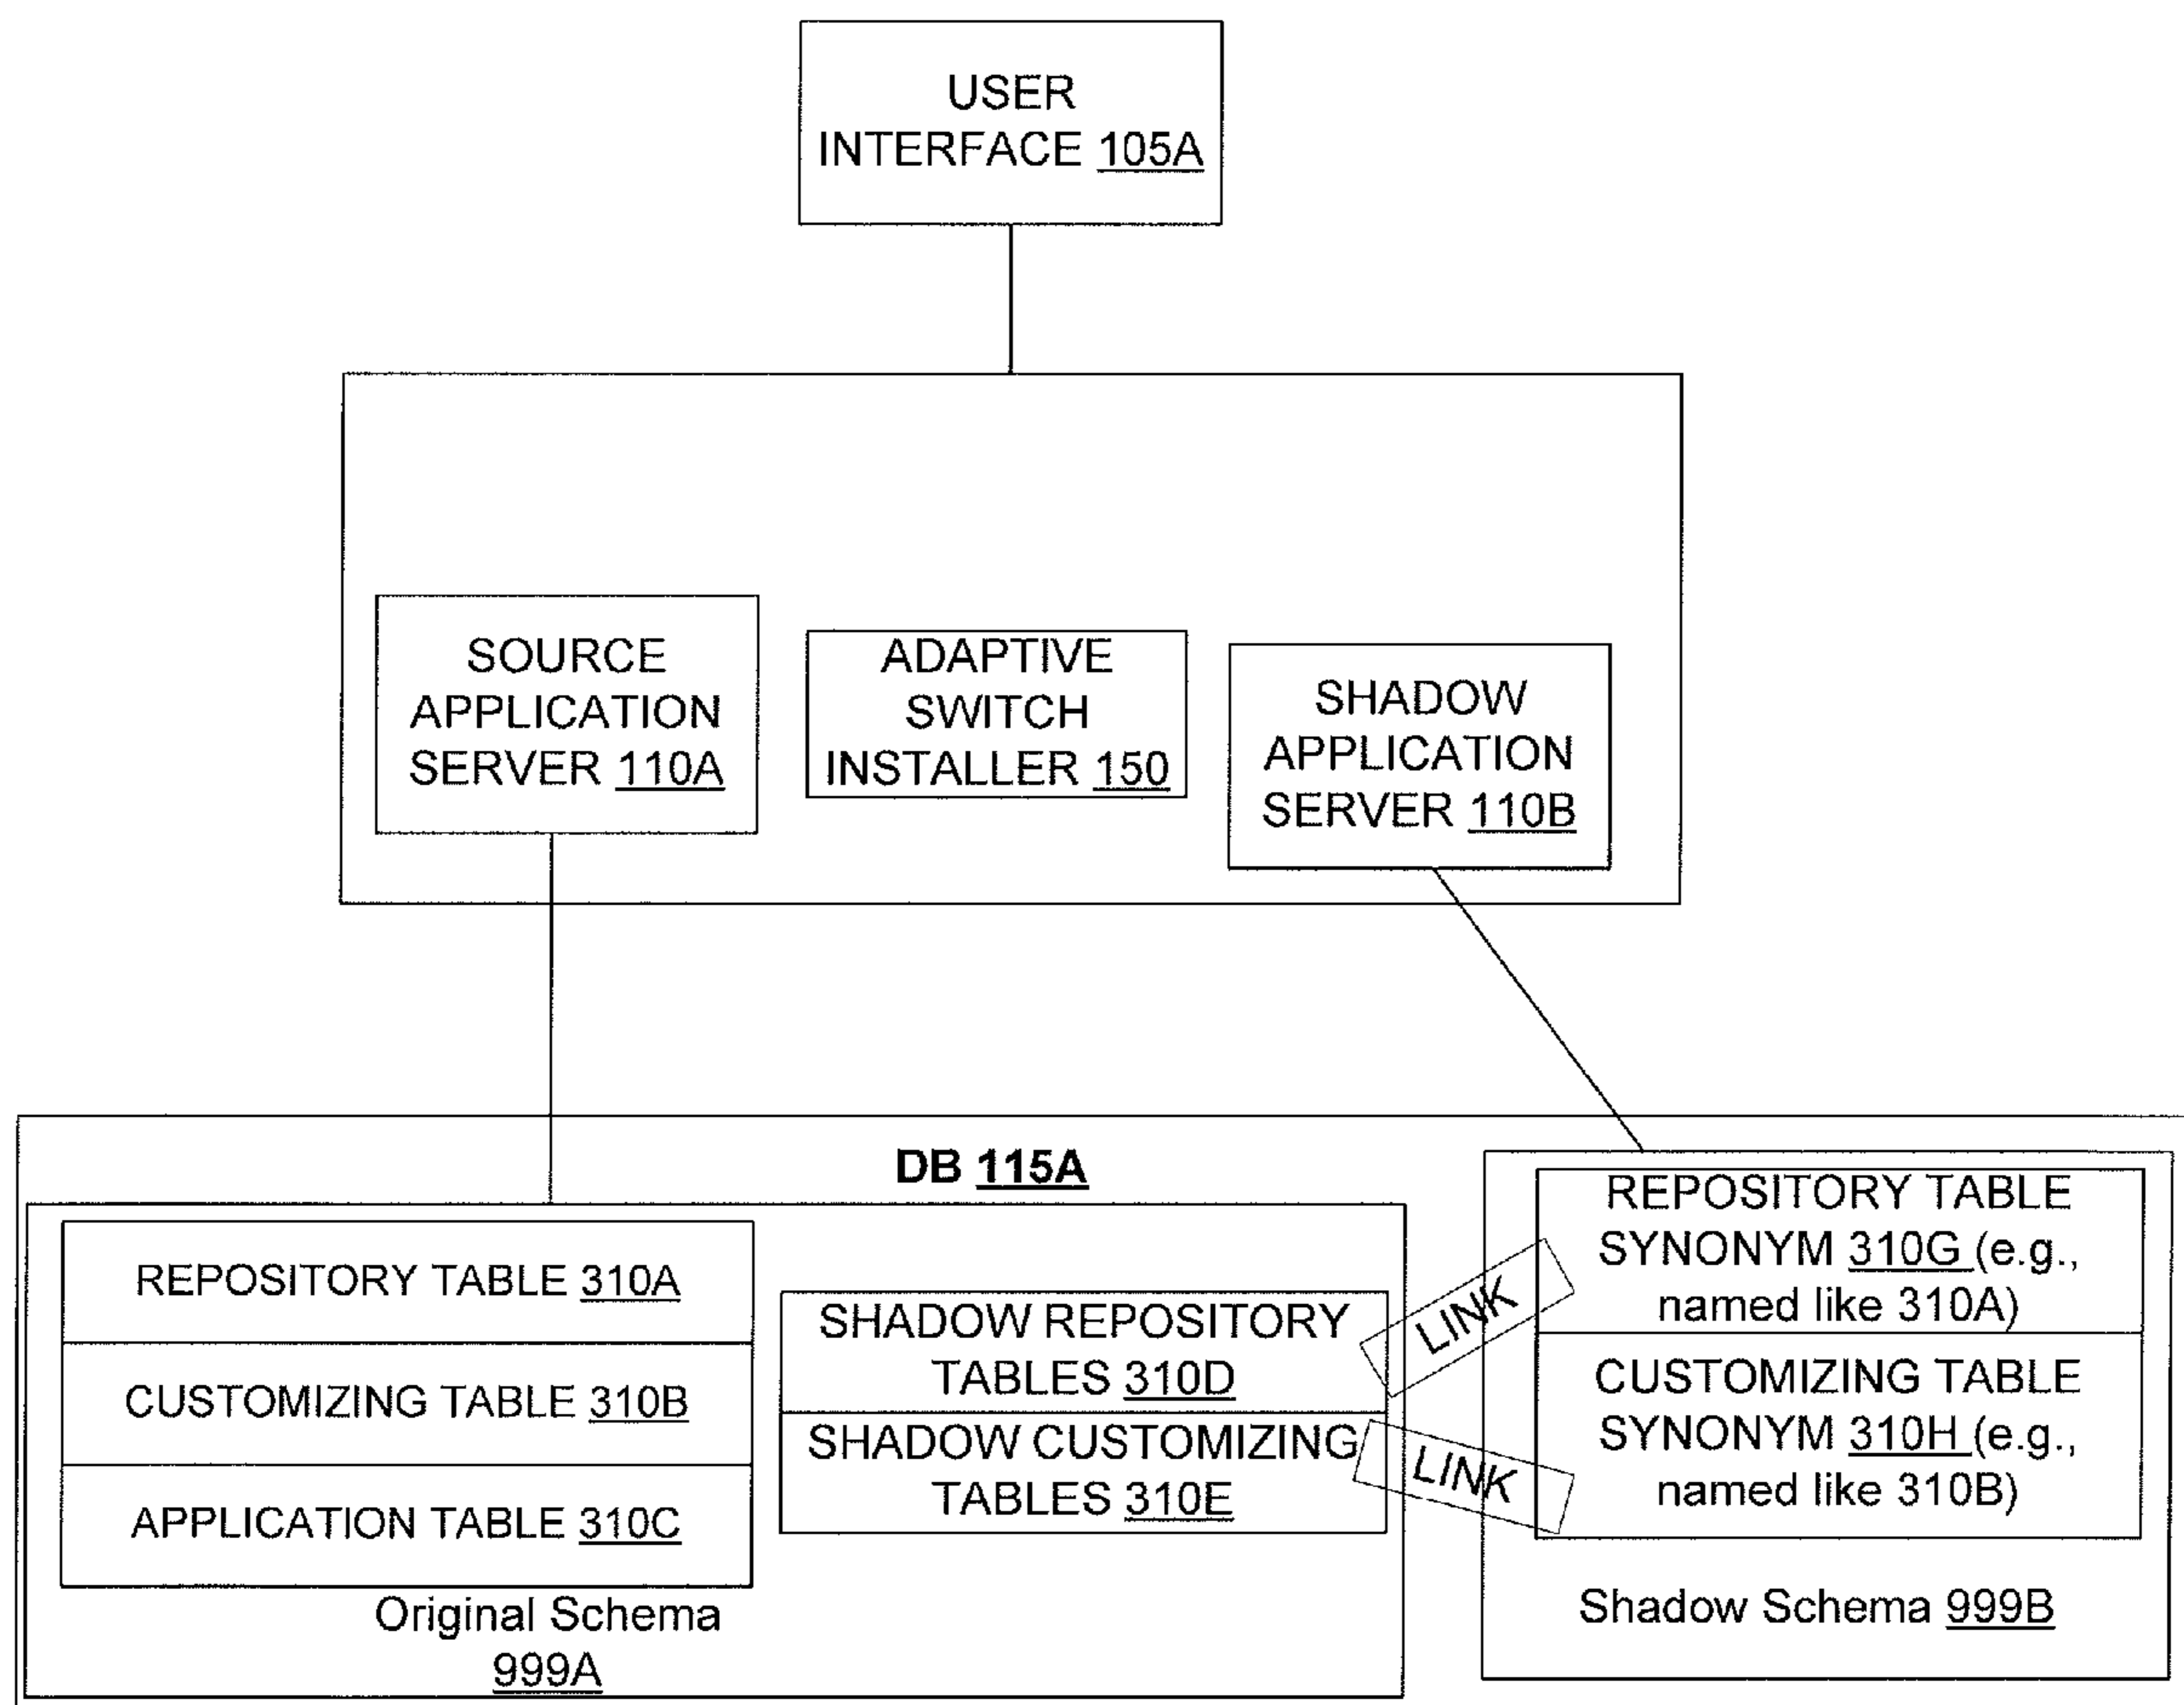 USER
INTERFACE 105A
SOURCE
APPLICATION
SERVER 110A
ADAPTIVE
SWITCH
INSTALLER 150
SHADOW
APPLICATION
SERVER 110B
DB 115A
REPOSITORY TABLE 310A
CUSTOMIZING TABLE 310B
APPLICATION TABLE 310C
Original Schema
999A
SHADOW REPOSITORY
TABLES 310D
SHADOW CUSTOMIZING
TABLES 310E
LINK
LINK
REPOSITORY TABLE
SYNONYM 310G (e.g.,
named like 310A)
CUSTOMIZING TABLE
SYNONYM 310H (e.g.,
named like 310B)
Shadow Schema 999B